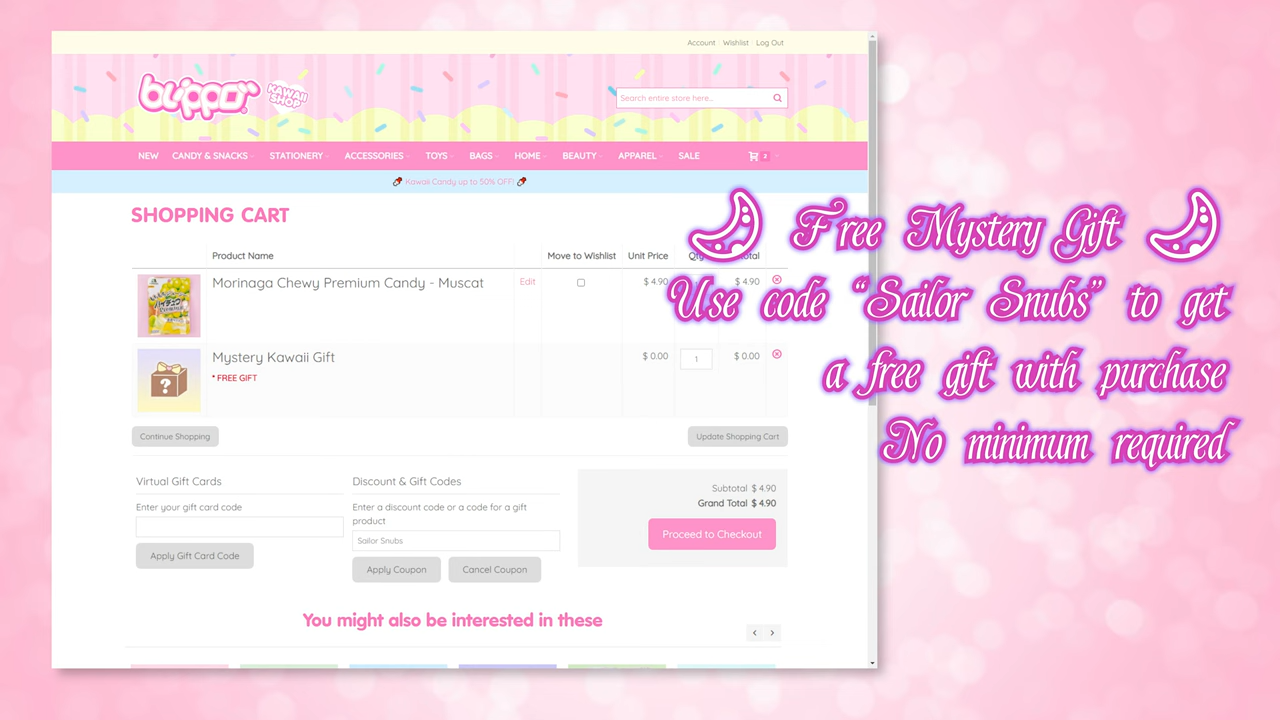 Account Wishlist Log Out
blippo KAWAII SHOP
Search entire store here...
NEW CANDY & SNACKS STATIONERY ACCESSORIES TOYS BAGS HOME BEAUTY APPAREL SALE
Kawaii Candy up to 50% OFF!
SHOPPING CART
Product Name Move to Wishlist Unit Price
Morinaga Chewy Premium Candy - Muscat Edit $ 4.90 $ 4.90
Mystery Kawaii Gift $ 0.00 1 $ 0.00
* FREE GIFT
Continue Shopping Update Shopping Cart
Virtual Gift Cards
Enter your gift card code
Apply Gift Card Code
Discount & Gift Codes
Enter a discount code or a code for a gift
product
Sailor Snubs
Apply Coupon Cancel Coupon
Subtotal $ 4.90
Grand Total $ 4.90
Proceed to Checkout
You might also be interested in these
Free Mystery Gift
Use code “Sailor Snubs” to get
a free gift with purchase
No minimum required